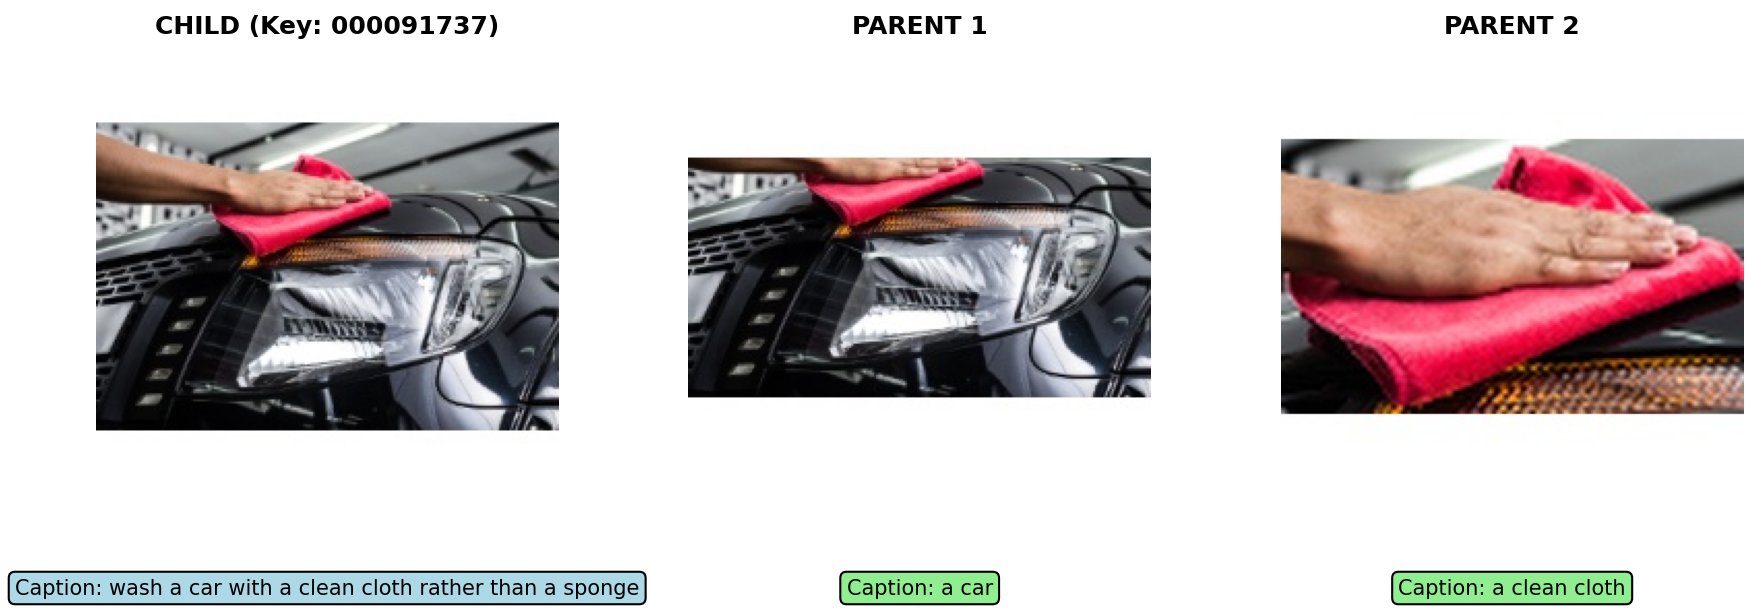 CHILD (Key: 000091737)
PARENT 1
PARENT 2
Caption: wash a car with a clean cloth rather than a sponge
Caption: a car
Caption: a clean cloth